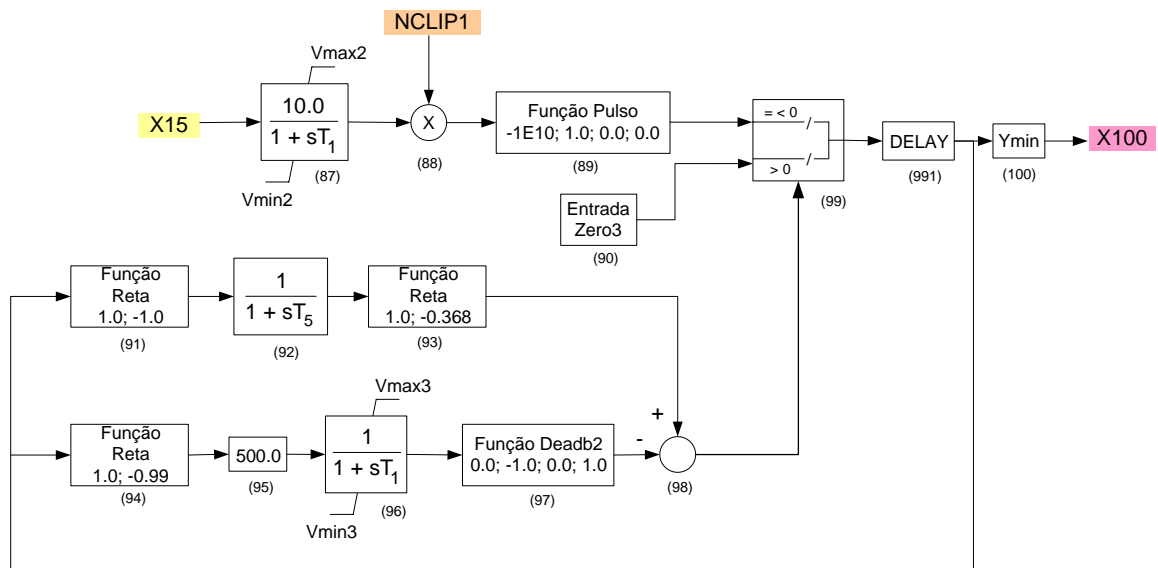 NCLIP1
Vmax2
X15
10.0
1 + sT1
Vmin2
(87)
X
(88)
Função Pulso
-1E10; 1.0; 0.0; 0.0
(89)
Entrada
Zero3
(90)
= < 0
/
/
> 0
(99)
DELAY
(991)
Ymin
(100)
X100
Função
Reta
1.0; -1.0
(91)
1
1 + sT5
(92)
Função
Reta
1.0; -0.368
(93)
Função
Reta
1.0; -0.99
(94)
500.0
(95)
Vmax3
1
1 + sT1
Vmin3
(96)
Função Deadb2
0.0; -1.0; 0.0; 1.0
(97)
+
-
(98)